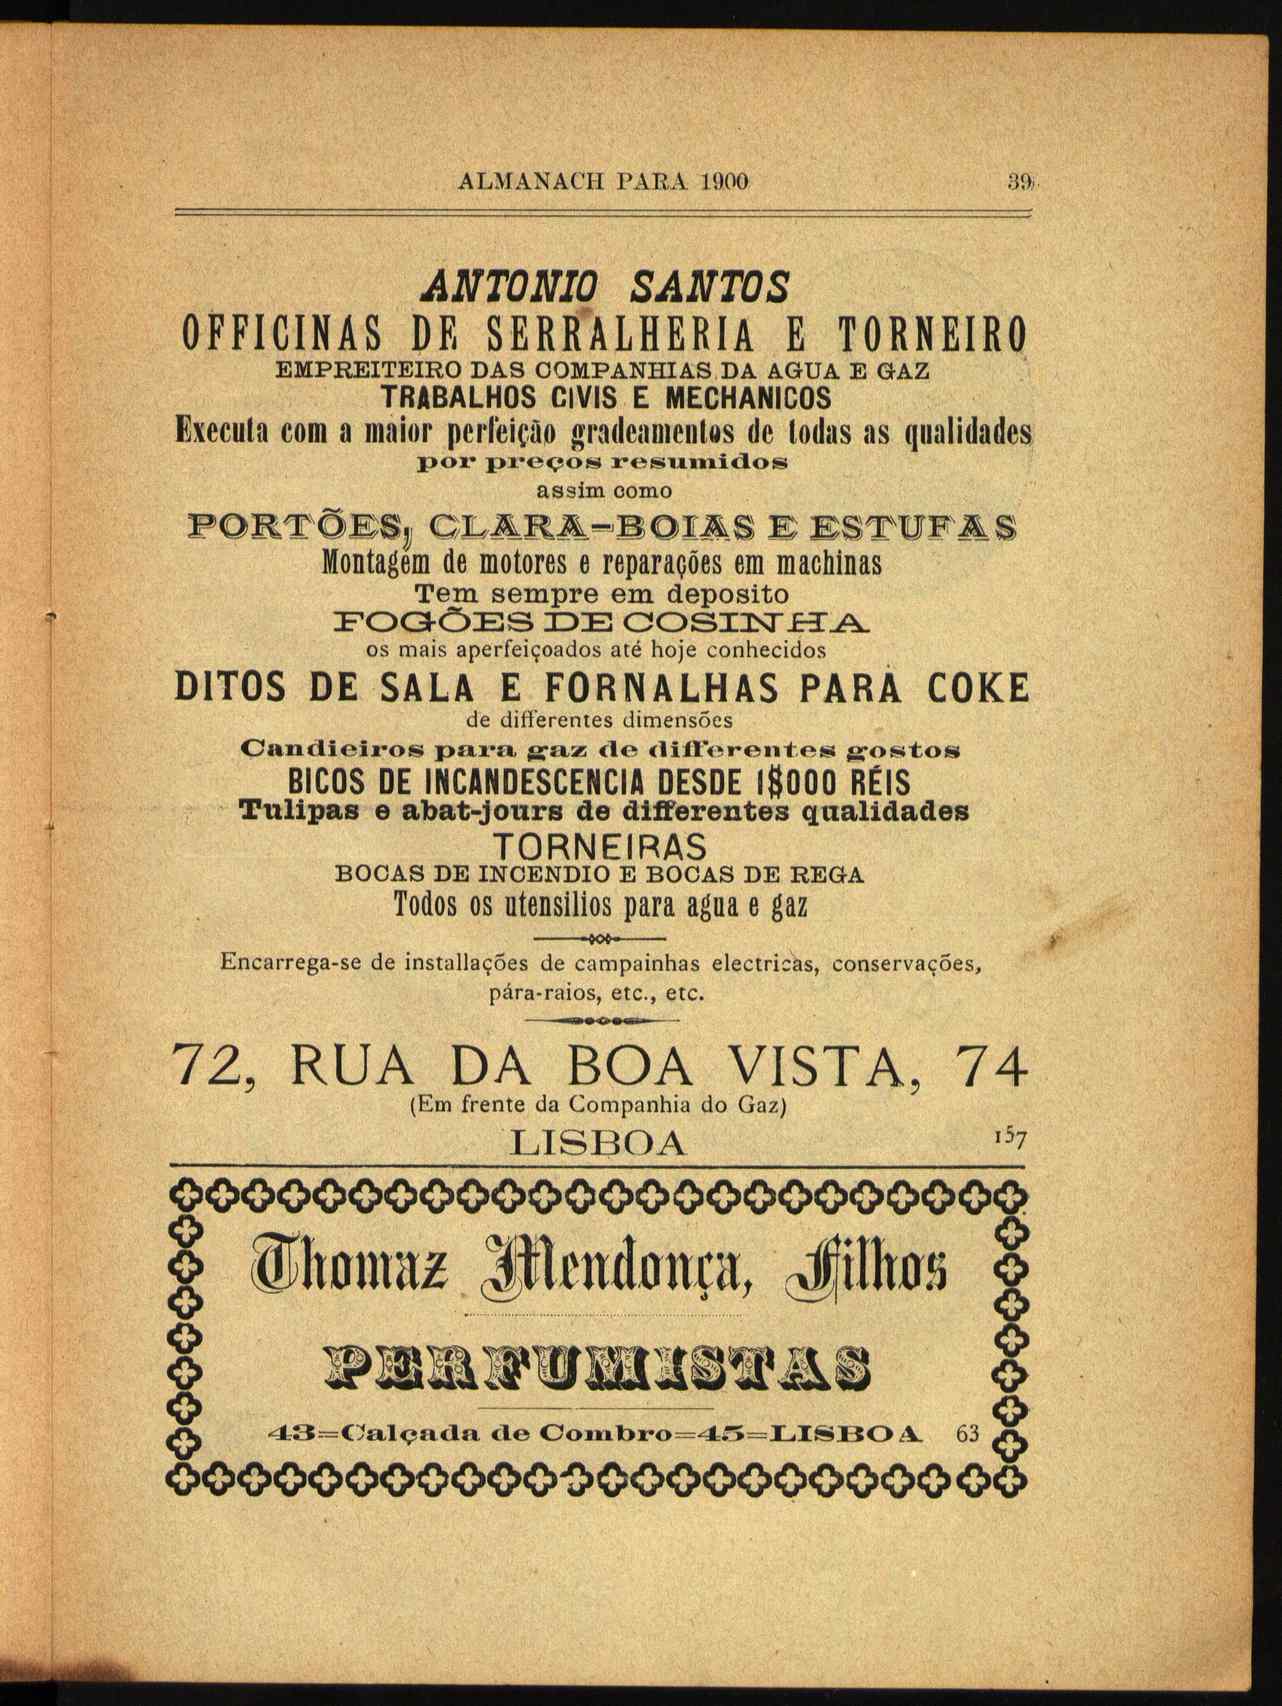 ALMANACH PARA 1900 39
ANTONIO SANTOS
OFFICINAS DE SERRALHERIA E TORNEIRO
EMPREITEIRO DAS COMPANHIAS DA AGUA E GAZ
TRABALHOS CIVIS E MECHANICOS
Executa com a maior perfeição gradeamentos de todas as qualidades
por preços resumidos
assim como
PORTÕES, CLARA-BOIAS E ESTUFAS
Montagem de motores e reparações em machinas
Tem sempre em deposito
FOGÕES DE COSINHA
os mais aperfeiçoados até hoje conhecidos
DITOS DE SALA E FORNALHAS PARA COKE
de differentes dimensões
Candieiros para gaz de differentes gostos
BICOS DE INCANDESCENCIA DESDE 1$000 RÉIS
Tulipas e abat-jours de differentes qualidades
TORNEIRAS
BOCAS DE INCENDIO E BOCAS DE REGA
Todos os utensilios para agua e gaz
Encarrega-se de installações de campainhas electricas, conservações,
pára-raios, etc., etc.
72, RUA DA BOA VISTA, 74
(Em frente da Companhia do Gaz)
LISBOA 157
Thomaz Mendonça, Filhos
PERFUMISTAS
43=Calçada de Combro=45=LISBOA 63